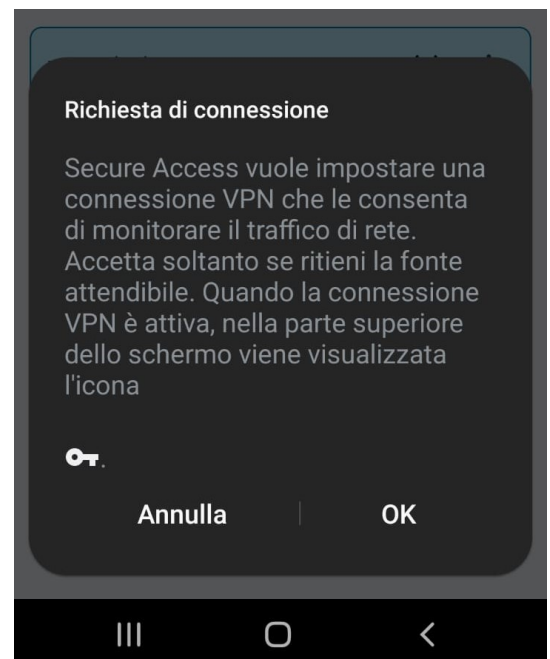 Richiesta di connessione
Secure Access vuole impostare una
connessione VPN che le consenta
di monitorare il traffico di rete.
Accetta soltanto se ritieni la fonte
attendibile. Quando la connessione
VPN è attiva, nella parte superiore
dello schermo viene visualizzata
l'icona
.
Annulla OK